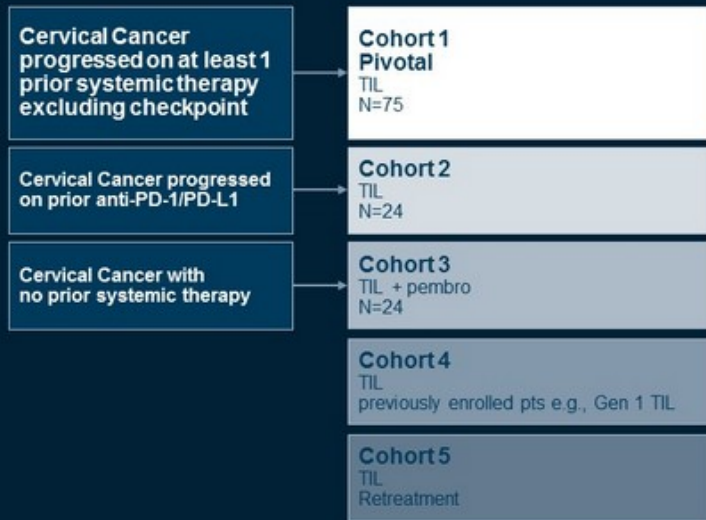 Cervical Cancer
progressed on at least 1
prior systemic therapy
excluding checkpoint
Cohort 1
Pivotal
TIL
N=75
Cervical Cancer progressed
on prior anti-PD-1/PD-L1
Cohort 2
TIL
N=24
Cervical Cancer with
no prior systemic therapy
Cohort 3
TIL + pembro
N=24
Cohort 4
TIL
previously enrolled pts e.g., Gen 1 TIL
Cohort 5
TIL
Retreatment